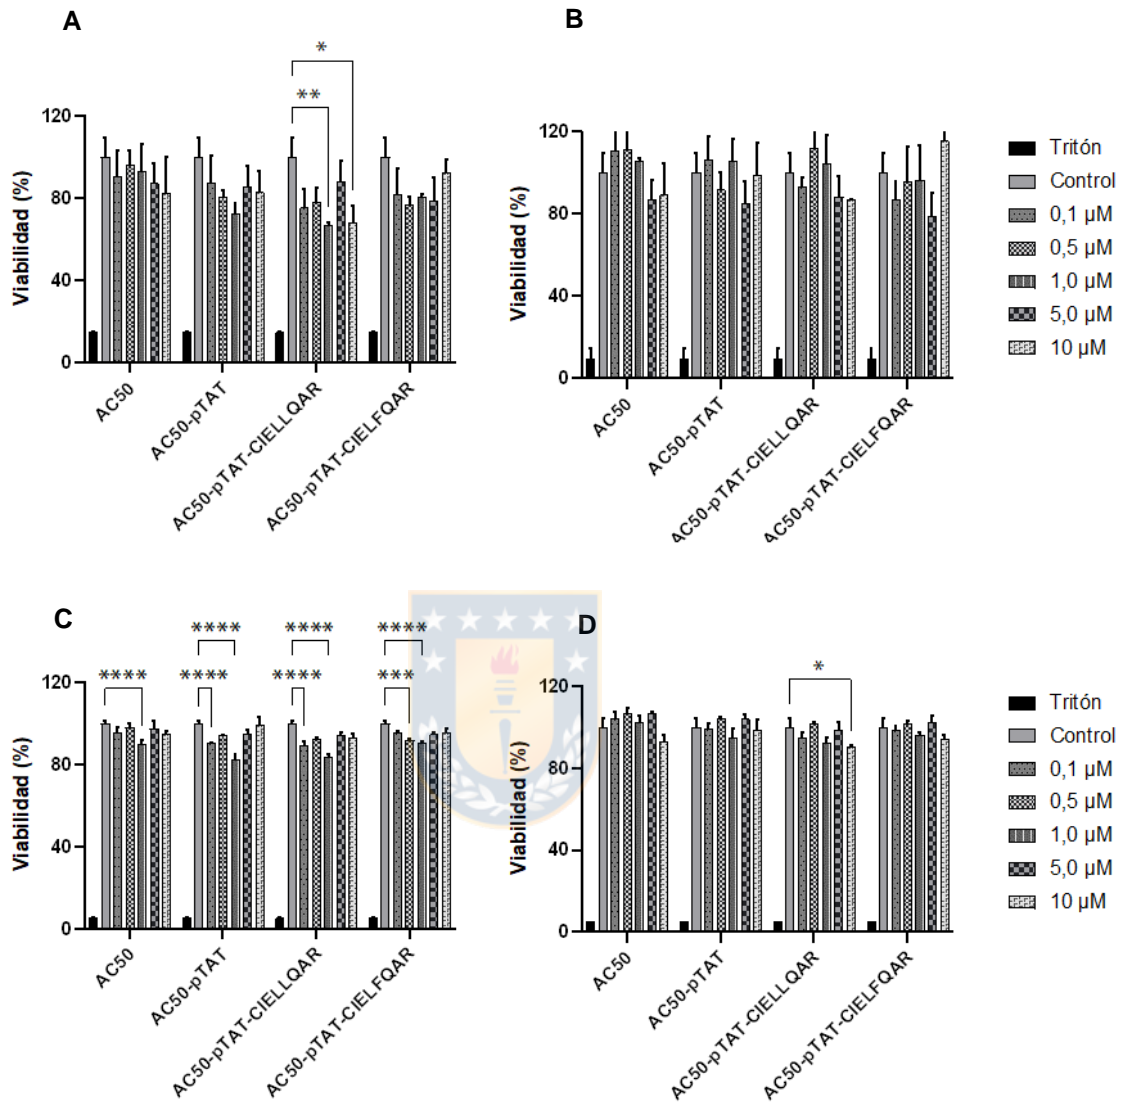 A
*
**
120
80
40
0
Viabilidad (%)
AC50
AC50-pTAT
AC50-pTAT-CIELLQAR
AC50-pTAT-CIELFQAR
B
120
80
40
0
Viabilidad (%)
AC50
AC50-pTAT
AC50-pTAT-CIELLQAR
AC50-pTAT-CIELFQAR
Tritón
Control
0,1 µM
0,5 µM
1,0 µM
5,0 µM
10 µM
C
**** **** ****
**** **** **** ***
120
80
40
0
Viabilidad (%)
AC50
AC50-pTAT
AC50-pTAT-CIELLQAR
AC50-pTAT-CIELFQAR
D
*
120
80
40
0
Viabilidad (%)
AC50
AC50-pTAT
AC50-pTAT-CIELLQAR
AC50-pTAT-CIELFQAR
Tritón
Control
0,1 µM
0,5 µM
1,0 µM
5,0 µM
10 µM